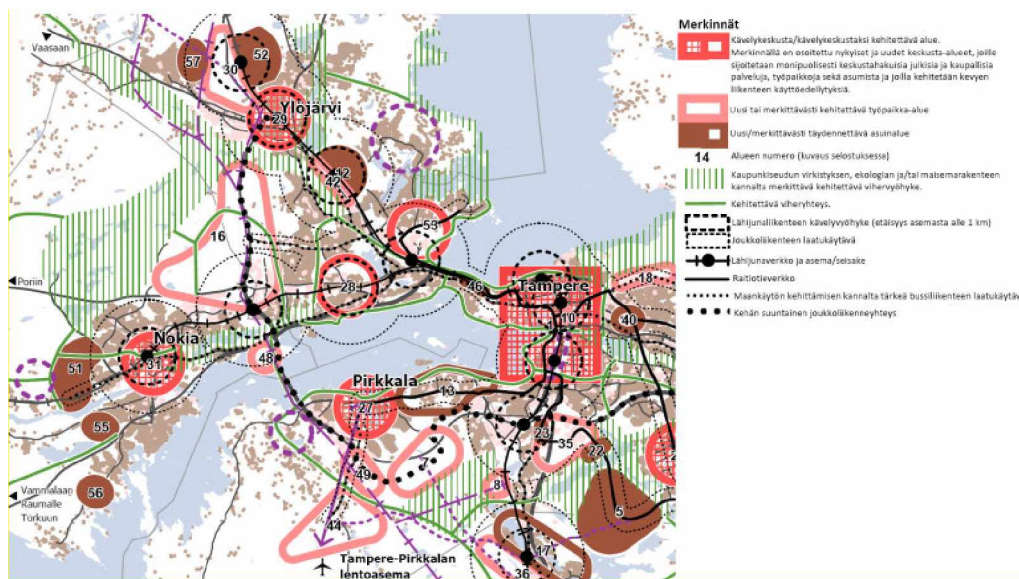 Merkinnät
Kävelykeskusta/kävelykeskustaksi kehitettävä alue.
Merkinnällä on osoitettu nykyiset ja uudet keskusta-alueet, joille
sijoitetaan monipuolisesti keskustahakuisia julkisia ja kaupallisia
palveluja, työpaikkoja sekä asumista ja joilla kehitetään kevyen
liikenteen käyttöedellytyksiä.
Uusi tai merkittävästi kehitettävä työpaikka-alue
Uusi/merkittävästi täydennettävä asuinalue
14 Alueen numero (kuvaus selostuksessa)
Kaupunkiseudun virkistyksen, ekologian ja/tai maisemarakenteen
kannalta merkittävä kehitettävä vihervyöhyke.
Kehitettävä viheryhteys.
Lähijunaliikenteen kävelyvyöhyke (etäisyys asemasta alle 1 km)
Joukkoliikenteen laatukäytävä
Lähijunaverkko ja asema/seisake
Raitiotieverkko
Maankäytön kehittämisen kannalta tärkeä bussiliikenteen laatukäytäv
Kehän suuntainen joukkoliikenneyhteys
Vaasaan
57
52
30
Ylöjärvi
29
42
59
16
Poriin
28
46
Tampere
18
10
40
Nokia
31
51
48
Pirkkala
13
27
55
23
35
22
7
49
8
56
Vammalaan
Raumalle
Turkuun
44
5
17
36
Tampere-Pirkkalan
lentoasema